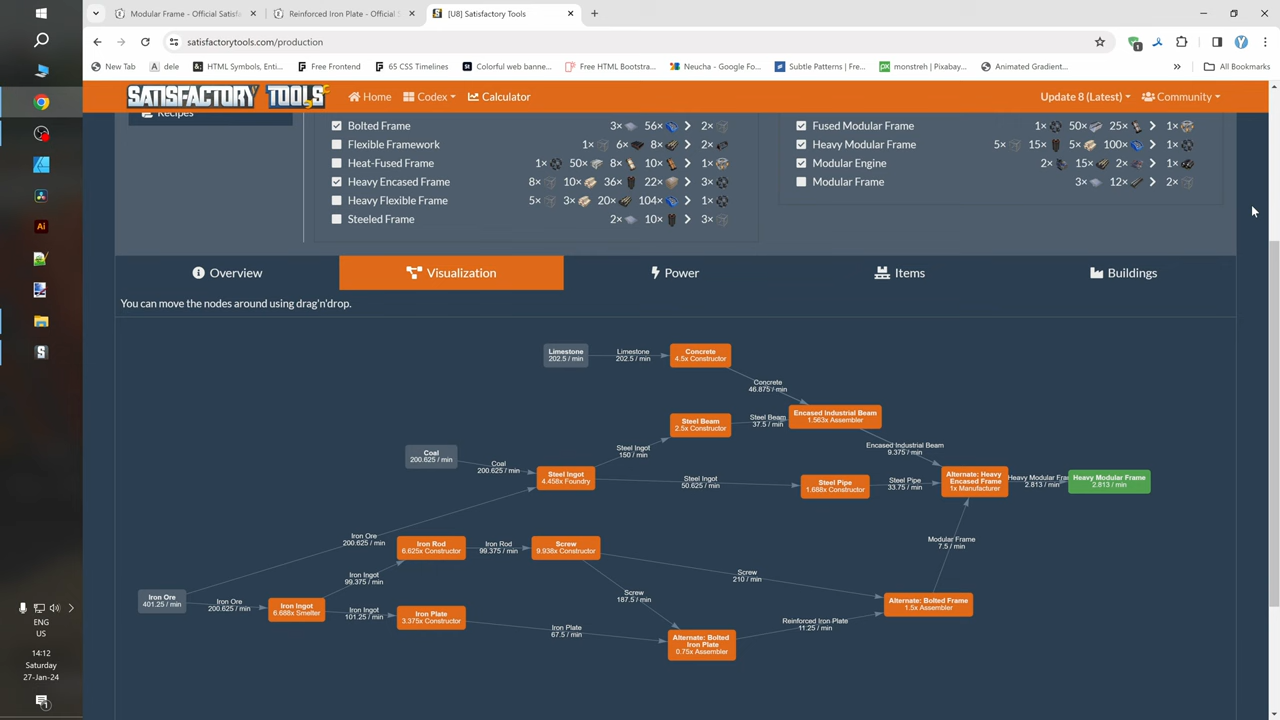 Modular Frame - Official Satisfa
Reinforced Iron Plate - Official S
[U8] Satisfactory Tools
satisfactorytools.com/production
New Tab
dele
HTML Symbols, Enti...
Free Frontend
65 CSS Timelines
Colorful web banne...
Free HTML Bootstra...
Neucha - Google Fo...
Subtle Patterns | Fre...
monstreh | Pixabay...
Animated Gradient...
All Bookmarks
SATISFACTORY TOOLS
Home
Codex
Calculator
Update 8 (Latest)
Community
Recipes
Bolted Frame 3× 56× 2×
Flexible Framework 1× 6× 8× 2×
Heat-Fused Frame 1× 50× 8× 10× 1×
Heavy Encased Frame 8× 10× 36× 22× 3×
Heavy Flexible Frame 5× 3× 20× 104× 1×
Steeled Frame 2× 10× 3×
Fused Modular Frame 1× 50× 25× 1×
Heavy Modular Frame 5× 15× 5× 100× 1×
Modular Engine 2× 15× 2× 1×
Modular Frame 3× 12× 2×
Overview
Visualization
Power
Items
Buildings
You can move the nodes around using drag'n'drop.
Limestone
202.5 / min
Limestone
202.5 / min
Concrete
4.5x Constructor
Concrete
46.875 / min
Steel Beam
2.5x Constructor
Steel Beam
37.5 / min
Encased Industrial Beam
1.563x Assembler
Encased Industrial Beam
9.375 / min
Coal
200.625 / min
Coal
200.625 / min
Steel Ingot
4.458x Foundry
Steel Ingot
150 / min
Steel Ingot
50.625 / min
Steel Pipe
1.688x Constructor
Steel Pipe
33.75 / min
Alternate: Heavy
Encased Frame
1x Manufacturer
Heavy Modular Fra
2.813 / min
Heavy Modular Frame
2.813 / min
Modular Frame
7.5 / min
Iron Ore
200.625 / min
Iron Rod
6.625x Constructor
Iron Rod
99.375 / min
Screw
9.938x Constructor
Screw
210 / min
Iron Ingot
99.375 / min
Screw
187.5 / min
Iron Ore
401.25 / min
Iron Ore
200.625 / min
Iron Ingot
6.688x Smelter
Iron Ingot
101.25 / min
Iron Plate
3.375x Constructor
Iron Plate
67.5 / min
Alternate: Bolted
Iron Plate
0.75x Assembler
Reinforced Iron Plate
11.25 / min
Alternate: Bolted Frame
1.5x Assembler
ENG
US
14:12
Saturday
27-Jan-24